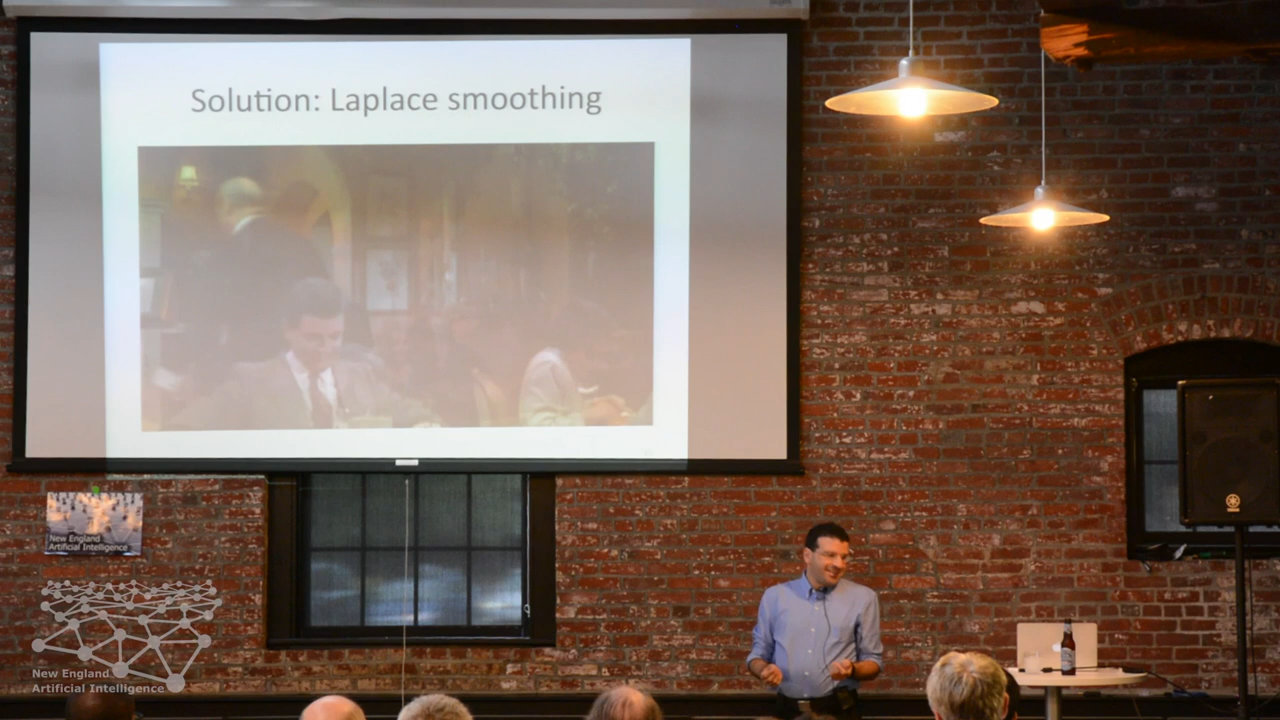 Solution: Laplace smoothing
New England
Artificial Intelligence
New England
Artificial Intelligence